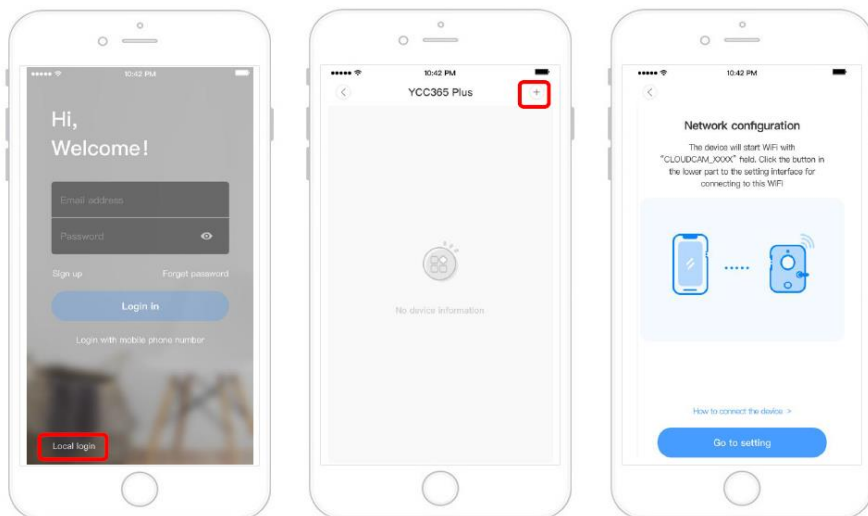 10:42 PM
Hi,
Welcome!
Email address
Password
Sign up
Forget password
Login in
Login with mobile phone number
Local login
10:42 PM
YCC365 Plus
+
No device information
10:42 PM
Network configuration
The device will start WiFi with
"CLOUDCAM_XXXX" field. Click the button in
the lower part to the setting interface for
connecting to this WiFi
How to connect the device >
Go to setting